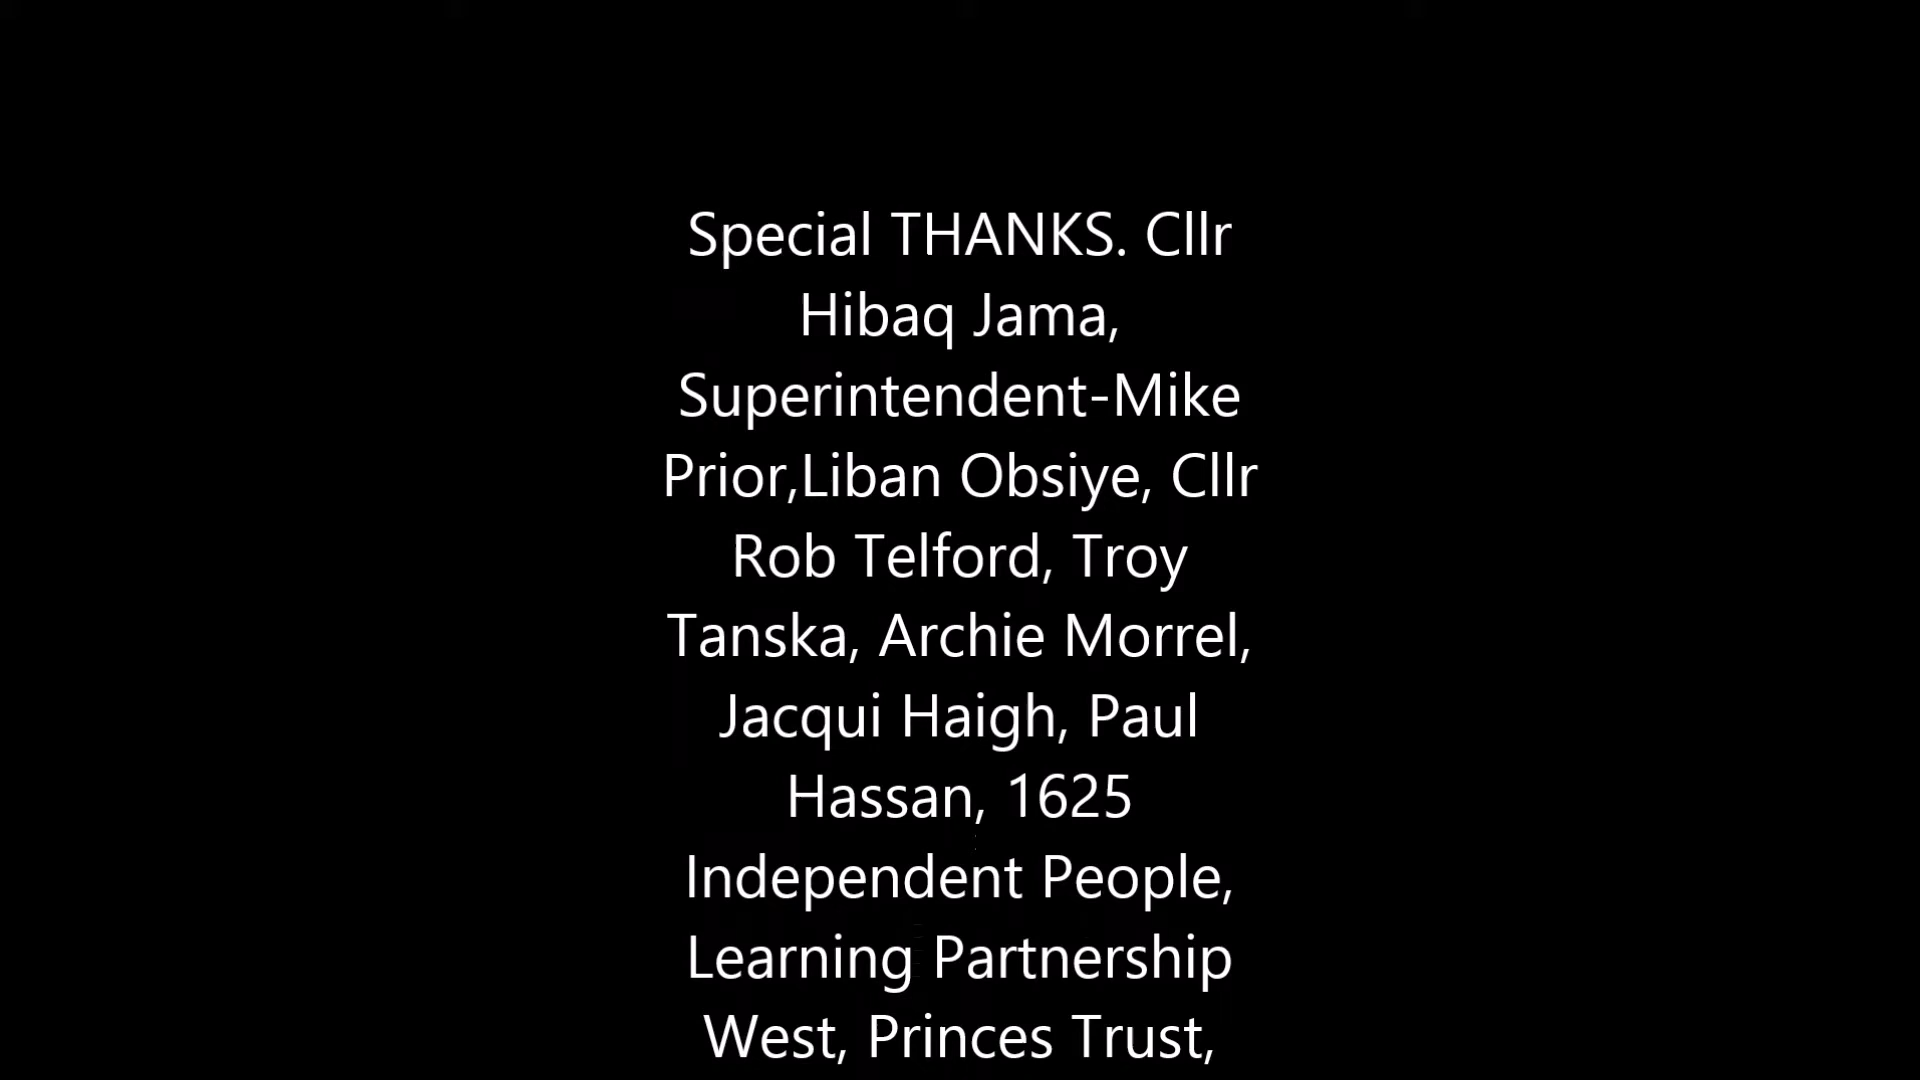 Special THANKS. Cllr
Hibaq Jama,
Superintendent-Mike
Prior,Liban Obsiye, Cllr
Rob Telford, Troy
Tanska, Archie Morrel,
Jacqui Haigh, Paul
Hassan, 1625
Independent People,
Learning Partnership
West, Princes Trust,